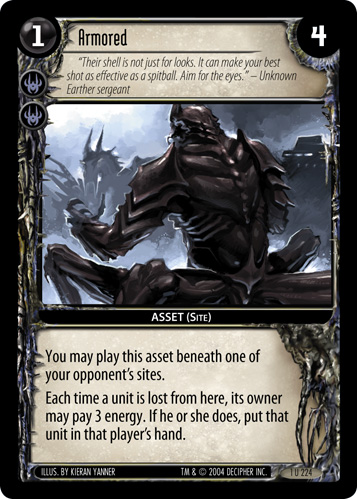 1 Armored 4
"Their shell is not just for looks. It can make your best
shot as effective as a spitball. Aim for the eyes." – Unknown
Earther sergeant
ASSET (SITE)
You may play this asset beneath one of
your opponent's sites.
Each time a unit is lost from here, its owner
may pay 3 energy. If he or she does, put that
unit in that player's hand.
ILLUS. BY KIERAN YANNER TM & © 2004 DECIPHER INC. 1 U 224